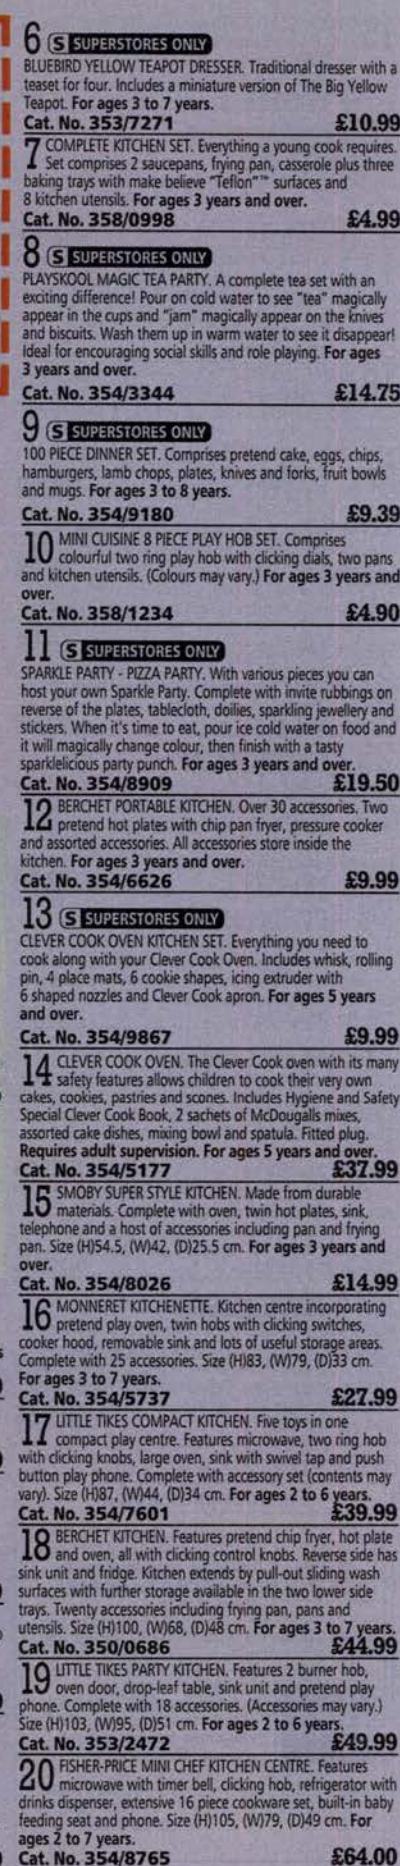 6 S SUPERSTORES ONLY
BLUEBIRD YELLOW TEAPOT DRESSER. Traditional dresser with a
teaset for four. Includes a miniature version of The Big Yellow
Teapot. For ages 3 to 7 years.
Cat. No. 353/7271 £10.99
7 COMPLETE KITCHEN SET. Everything a young cook requires.
Set comprises 2 saucepans, frying pan, casserole plus three
baking trays with make believe "Teflon"™ surfaces and
8 kitchen utensils. For ages 3 years and over.
Cat. No. 358/0998 £4.99
8 S SUPERSTORES ONLY
PLAYSKOOL MAGIC TEA PARTY. A complete tea set with an
exciting difference! Pour on cold water to see "tea" magically
appear in the cups and "jam" magically appear on the knives
and biscuits. Wash them up in warm water to see it disappear!
Ideal for encouraging social skills and role playing. For ages
3 years and over.
Cat. No. 354/3344 £14.75
9 S SUPERSTORES ONLY
100 PIECE DINNER SET. Comprises pretend cake, eggs, chips,
hamburgers, lamb chops, plates, knives and forks, fruit bowls
and mugs. For ages 3 to 8 years.
Cat. No. 354/9180 £9.39
10 MINI CUISINE 8 PIECE PLAY HOB SET. Comprises
colourful two ring play hob with clicking dials, two pans
and kitchen utensils. (Colours may vary.) For ages 3 years and
over.
Cat. No. 358/1234 £4.90
11 S SUPERSTORES ONLY
SPARKLE PARTY - PIZZA PARTY. With various pieces you can
host your own Sparkle Party. Complete with invite rubbings on
reverse of the plates, tablecloth, doilies, sparkling jewellery and
stickers. When it's time to eat, pour ice cold water on food and
it will magically change colour, then finish with a tasty
sparklelicious party punch. For ages 3 years and over.
Cat. No. 354/8909 £19.50
12 BERCHET PORTABLE KITCHEN. Over 30 accessories. Two
pretend hot plates with chip pan fryer, pressure cooker
and assorted accessories. All accessories store inside the
kitchen. For ages 3 years and over.
Cat. No. 354/6626 £9.99
13 S SUPERSTORES ONLY
CLEVER COOK OVEN KITCHEN SET. Everything you need to
cook along with your Clever Cook Oven. Includes whisk, rolling
pin, 4 place mats, 6 cookie shapes, icing extruder with
6 shaped nozzles and Clever Cook apron. For ages 5 years
and over.
Cat. No. 354/9867 £9.99
14 CLEVER COOK OVEN. The Clever Cook oven with its many
safety features allows children to cook their very own
cakes, cookies, pastries and scones. Includes Hygiene and Safety
Special Clever Cook Book, 2 sachets of McDougalls mixes,
assorted cake dishes, mixing bowl and spatula. Fitted plug.
Requires adult supervision. For ages 5 years and over.
Cat. No. 354/5177 £37.99
15 SMOBY SUPER STYLE KITCHEN. Made from durable
materials. Complete with oven, twin hot plates, sink,
telephone and a host of accessories including pan and frying
pan. Size (H)54.5, (W)42, (D)25.5 cm. For ages 3 years and
over.
Cat. No. 354/8026 £14.99
16 MONNERET KITCHENETTE. Kitchen centre incorporating
pretend play oven, twin hobs with clicking switches,
cooker hood, removable sink and lots of useful storage areas.
Complete with 25 accessories. Size (H)83, (W)79, (D)33 cm.
For ages 3 to 7 years.
Cat. No. 354/5737 £27.99
17 LITTLE TIKES COMPACT KITCHEN. Five toys in one
compact play centre. Features microwave, two ring hob
with clicking knobs, large oven, sink with swivel tap and push
button play phone. Complete with accessory set (contents may
vary). Size (H)87, (W)44, (D)34 cm. For ages 2 to 6 years.
Cat. No. 354/7601 £39.99
18 BERCHET KITCHEN. Features pretend chip fryer, hot plate
and oven, all with clicking control knobs. Reverse side has
sink unit and fridge. Kitchen extends by pull-out sliding wash
surfaces with further storage available in the two lower side
trays. Twenty accessories including frying pan, pans and
utensils. Size (H)100, (W)68, (D)48 cm. For ages 3 to 7 years.
Cat. No. 350/0686 £44.99
19 LITTLE TIKES PARTY KITCHEN. Features 2 burner hob,
oven door, drop-leaf table, sink unit and pretend play
phone. Complete with 18 accessories. (Accessories may vary.)
Size (H)103, (W)95, (D)51 cm. For ages 2 to 6 years.
Cat. No. 353/2472 £49.99
20 FISHER-PRICE MINI CHEF KITCHEN CENTRE. Features
microwave with timer bell, clicking hob, refrigerator with
drinks dispenser, extensive 16 piece cookware set, built-in baby
feeding seat and phone. Size (H)105, (W)79, (D)49 cm. For
ages 2 to 7 years.
Cat. No. 354/8765 £64.00